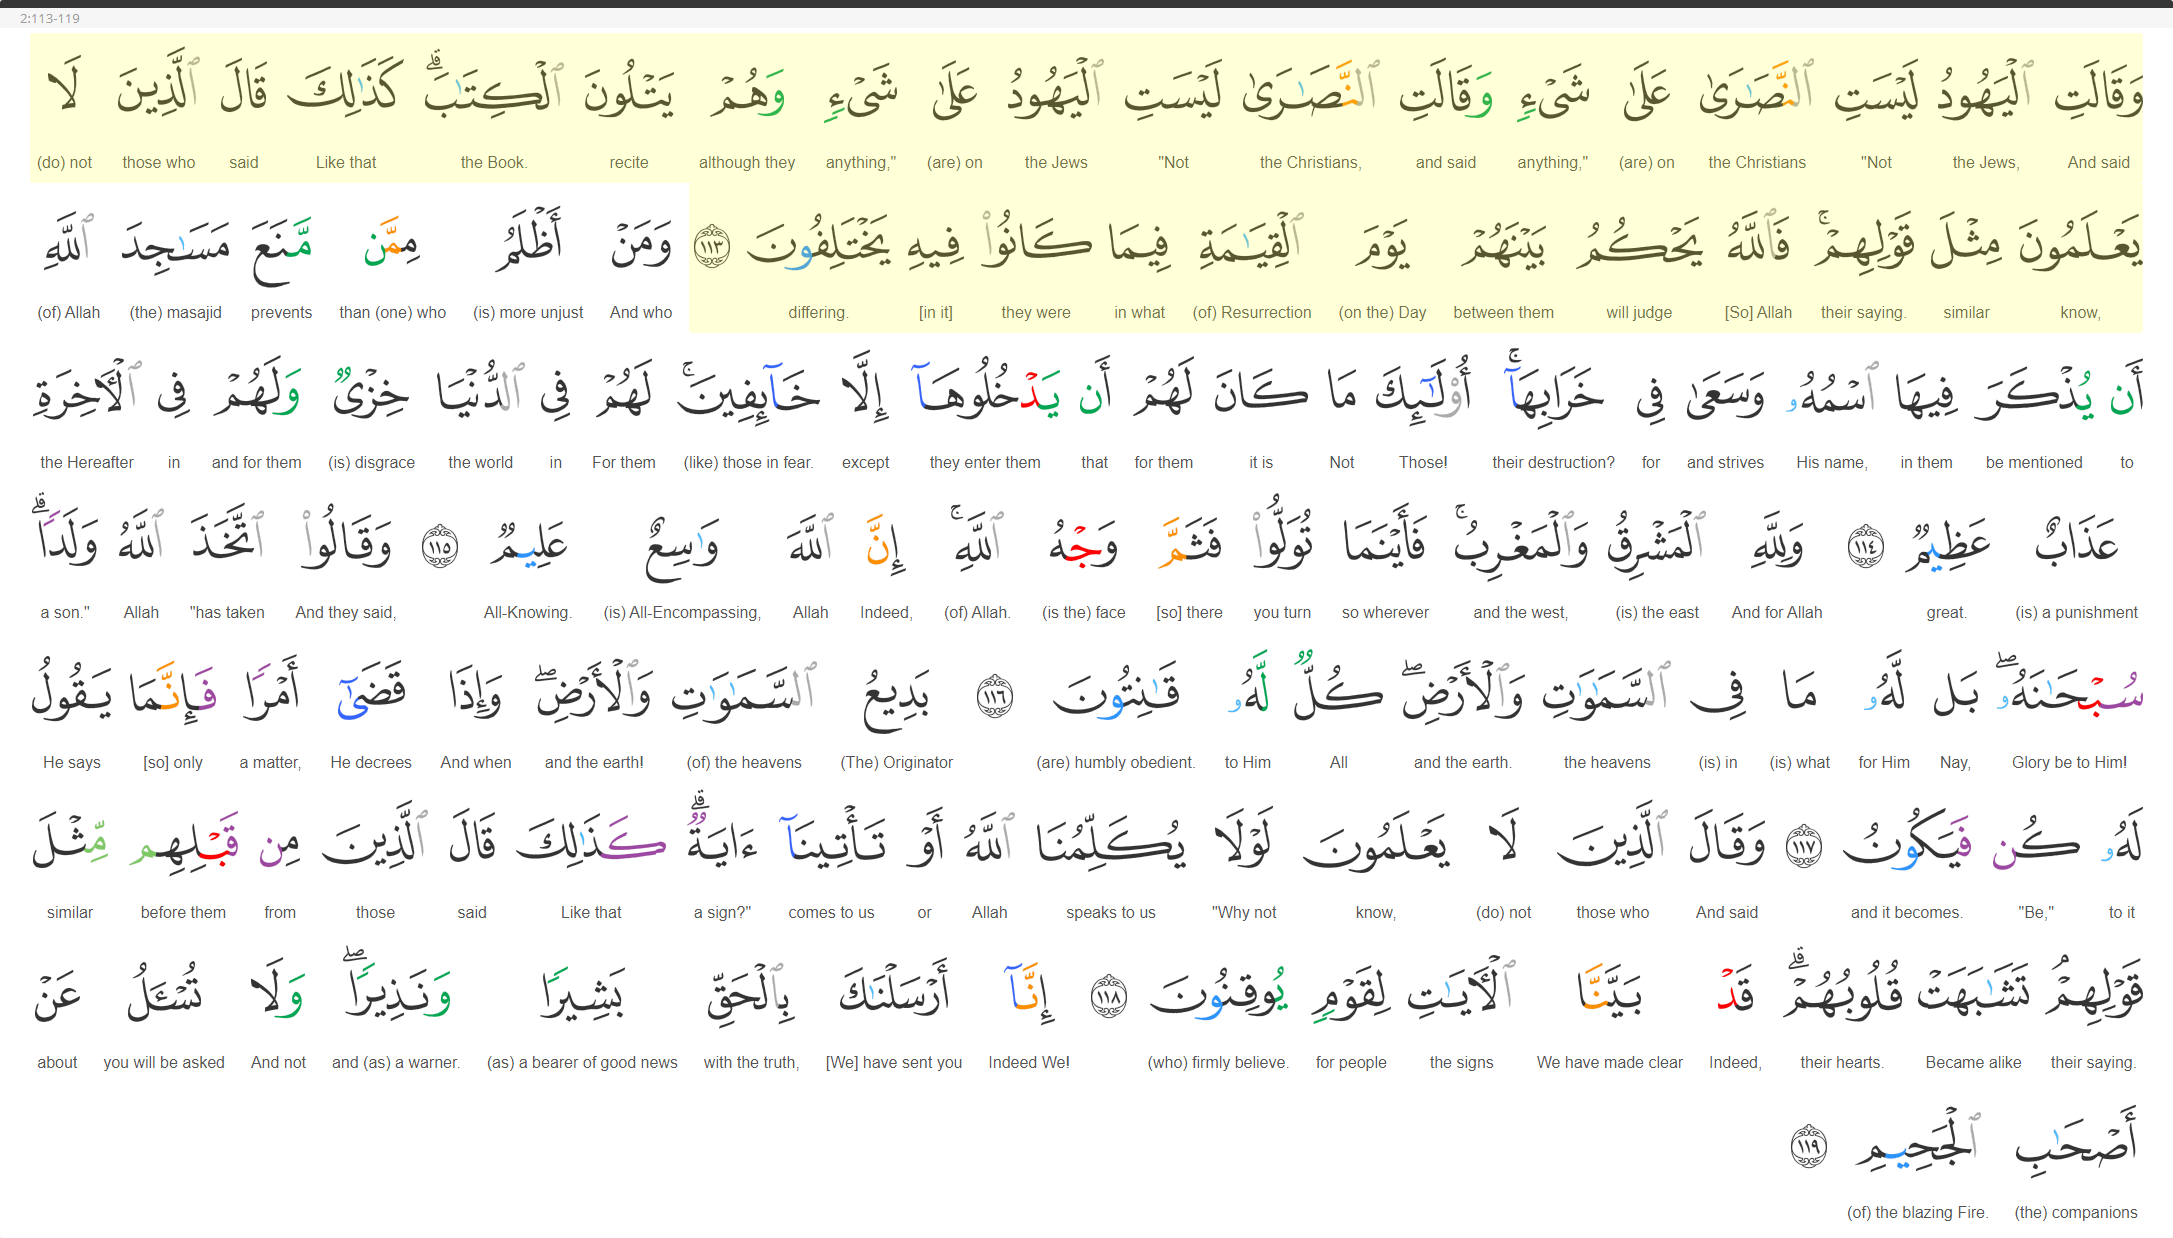 2:113-119
وَقَالَتِ ٱلْيَهُودُ لَيْسَتِ ٱلنَّصَـٰرَىٰ عَلَىٰ شَىْءٍ وَقَالَتِ ٱلنَّصَـٰرَىٰ لَيْسَتِ ٱلْيَهُودُ عَلَىٰ شَىْءٍ وَهُمْ يَتْلُونَ ٱلْكِتَـٰبَ ۗ كَذَٰلِكَ قَالَ ٱلَّذِينَ لَا
(do) not those who said Like that the Book. recite although they anything," (are) on the Jews "Not the Christians, and said anything," (are) on the Christians "Not the Jews, And said
يَعْلَمُونَ مِثْلَ قَوْلِهِمْ ۚ فَٱللَّهُ يَحْكُمُ بَيْنَهُمْ يَوْمَ ٱلْقِيَـٰمَةِ فِيمَا كَانُوا۟ فِيهِ يَخْتَلِفُونَ ١١٣ وَمَنْ أَظْلَمُ مِمَّن مَّنَعَ مَسَـٰجِدَ ٱللَّهِ
(of) Allah (the) masajid prevents than (one) who (is) more unjust And who differing. [in it] they were in what (of) Resurrection (on the) Day between them will judge [So] Allah their saying. similar know,
أَن يُذْكَرَ فِيهَا ٱسْمُهُۥ وَسَعَىٰ فِى خَرَابِهَآ ۚ أُو۟لَـٰٓئِكَ مَا كَانَ لَهُمْ أَن يَدْخُلُوهَآ إِلَّا خَآئِفِينَ ۚ لَهُمْ فِى ٱلدُّنْيَا خِزْىٌ وَلَهُمْ فِى ٱلْـَٔاخِرَةِ
the Hereafter in and for them (is) disgrace the world in For them (like) those in fear. except they enter them that for them it is Not Those! their destruction? for and strives His name, in them be mentioned to
عَذَابٌ عَظِيمٌ ١١٤ وَلِلَّهِ ٱلْمَشْرِقُ وَٱلْمَغْرِبُ ۚ فَأَيْنَمَا تُوَلُّوا۟ فَثَمَّ وَجْهُ ٱللَّهِ ۚ إِنَّ ٱللَّهَ وَٰسِعٌ عَلِيمٌ ١١٥ وَقَالُوا۟ ٱتَّخَذَ ٱللَّهُ وَلَدًا ۗ
a son." Allah "has taken And they said, All-Knowing. (is) All-Encompassing, Allah Indeed, (of) Allah. (is the) face [so] there you turn so wherever and the west, (is) the east And for Allah great. (is) a punishment
سُبْحَـٰنَهُۥ ۖ بَل لَّهُۥ مَا فِى ٱلسَّمَـٰوَٰتِ وَٱلْأَرْضِ ۖ كُلٌّ لَّهُۥ قَـٰنِتُونَ ١١٦ بَدِيعُ ٱلسَّمَـٰوَٰتِ وَٱلْأَرْضِ ۖ وَإِذَا قَضَىٰٓ أَمْرًا فَإِنَّمَا يَقُولُ
He says [so] only a matter, He decrees And when and the earth! (of) the heavens (The) Originator (are) humbly obedient. to Him All and the earth. the heavens (is) in (is) what for Him Nay, Glory be to Him!
لَهُۥ كُن فَيَكُونُ ١١٧ وَقَالَ ٱلَّذِينَ لَا يَعْلَمُونَ لَوْلَا يُكَلِّمُنَا ٱللَّهُ أَوْ تَأْتِينَآ ءَايَةٌ ۗ كَذَٰلِكَ قَالَ ٱلَّذِينَ مِن قَبْلِهِم مِّثْلَ
similar before them from those said Like that a sign?" comes to us or Allah speaks to us "Why not know, (do) not those who And said and it becomes. "Be," to it
قَوْلِهِمْ ۘ تَشَـٰبَهَتْ قُلُوبُهُمْ ۗ قَدْ بَيَّنَّا ٱلْـَٔايَـٰتِ لِقَوْمٍ يُوقِنُونَ ١١٨ إِنَّآ أَرْسَلْنَـٰكَ بِٱلْحَقِّ بَشِيرًا وَنَذِيرًا ۖ وَلَا تُسْـَٔلُ عَنْ
about you will be asked And not and (as) a warner. (as) a bearer of good news with the truth, [We] have sent you Indeed We! (who) firmly believe. for people the signs We have made clear Indeed, their hearts. Became alike their saying.
أَصْحَـٰبِ ٱلْجَحِيمِ ١١٩
(of) the blazing Fire. (the) companions